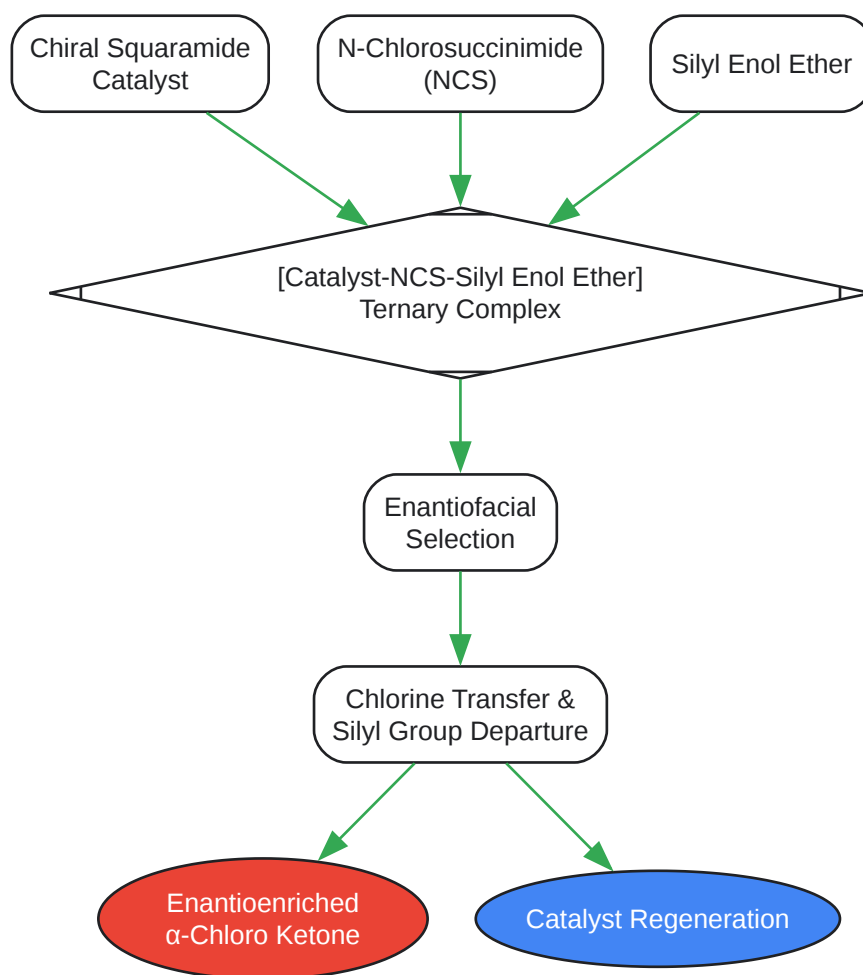 Chiral Squaramide
Catalyst
N-Chlorosuccinimide
(NCS)
Silyl Enol Ether
[Catalyst-NCS-Silyl Enol Ether]
Ternary Complex
Enantiofacial
Selection
Chlorine Transfer &
Silyl Group Departure
Enantioenriched
α-Chloro Ketone
Catalyst Regeneration